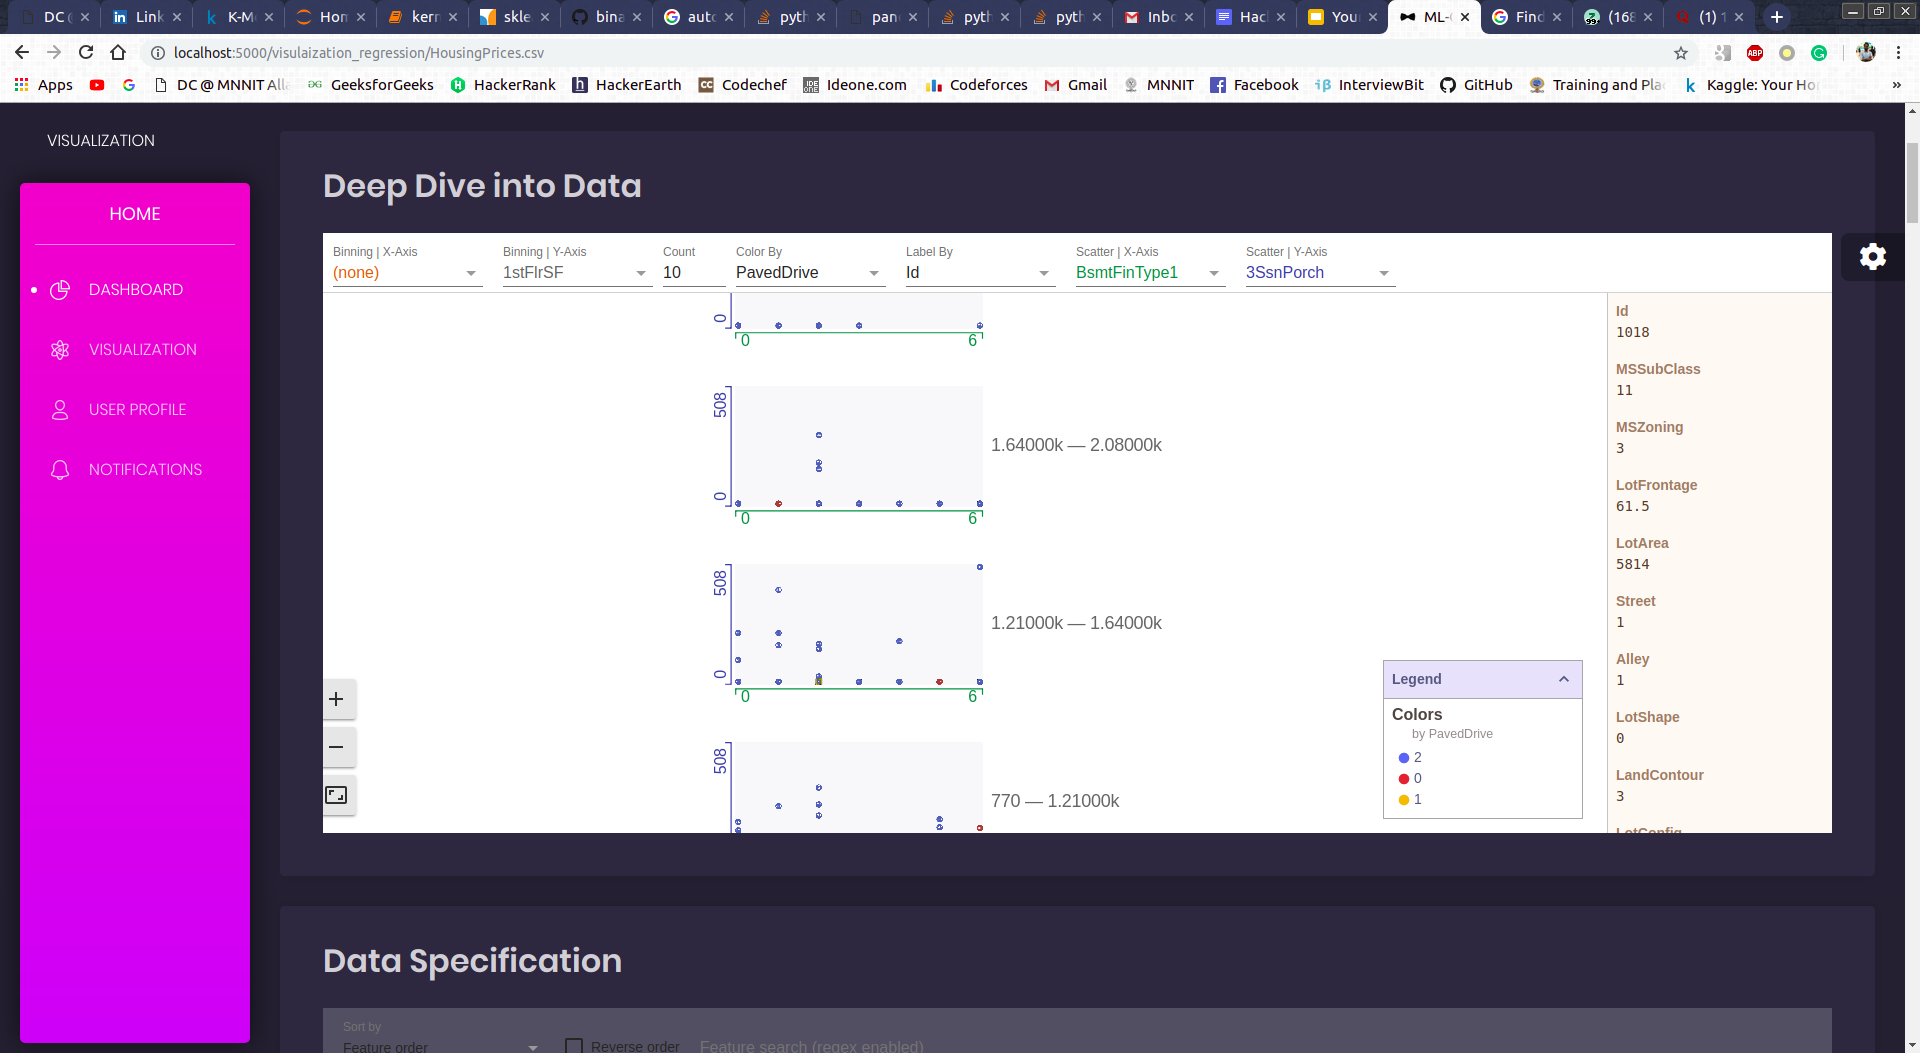 DC @
Link
K-M
Hon
kern
skle
bina
auto
pyth
pan
pyth
pyth
Inbo
Hac
You
ML-
Find
(168
(1) 1
localhost:5000/visulaization_regression/HousingPrices.csv
Apps
DC @ MNNIT Alla
GeeksforGeeks
HackerRank
HackerEarth
Codechef
Ideone.com
Codeforces
Gmail
MNNIT
Facebook
InterviewBit
GitHub
Training and Pla
Kaggle: Your Ho
»
VISUALIZATION
HOME
DASHBOARD
VISUALIZATION
USER PROFILE
NOTIFICATIONS
Deep Dive into Data
Binning | X-Axis
(none)
Binning | Y-Axis
1stFlrSF
Count
10
Color By
PavedDrive
Label By
Id
Scatter | X-Axis
BsmtFinType1
Scatter | Y-Axis
3SsnPorch
0
0 6
508
0
0 6
1.64000k — 2.08000k
508
0
0 6
1.21000k — 1.64000k
508
770 — 1.21000k
Legend
Colors
by PavedDrive
2
0
1
Id
1018
MSSubClass
11
MSZoning
3
LotFrontage
61.5
LotArea
5814
Street
1
Alley
1
LotShape
0
LandContour
3
LotConfig
Data Specification
Sort by
Feature order
Reverse order
Feature search (regex enabled)